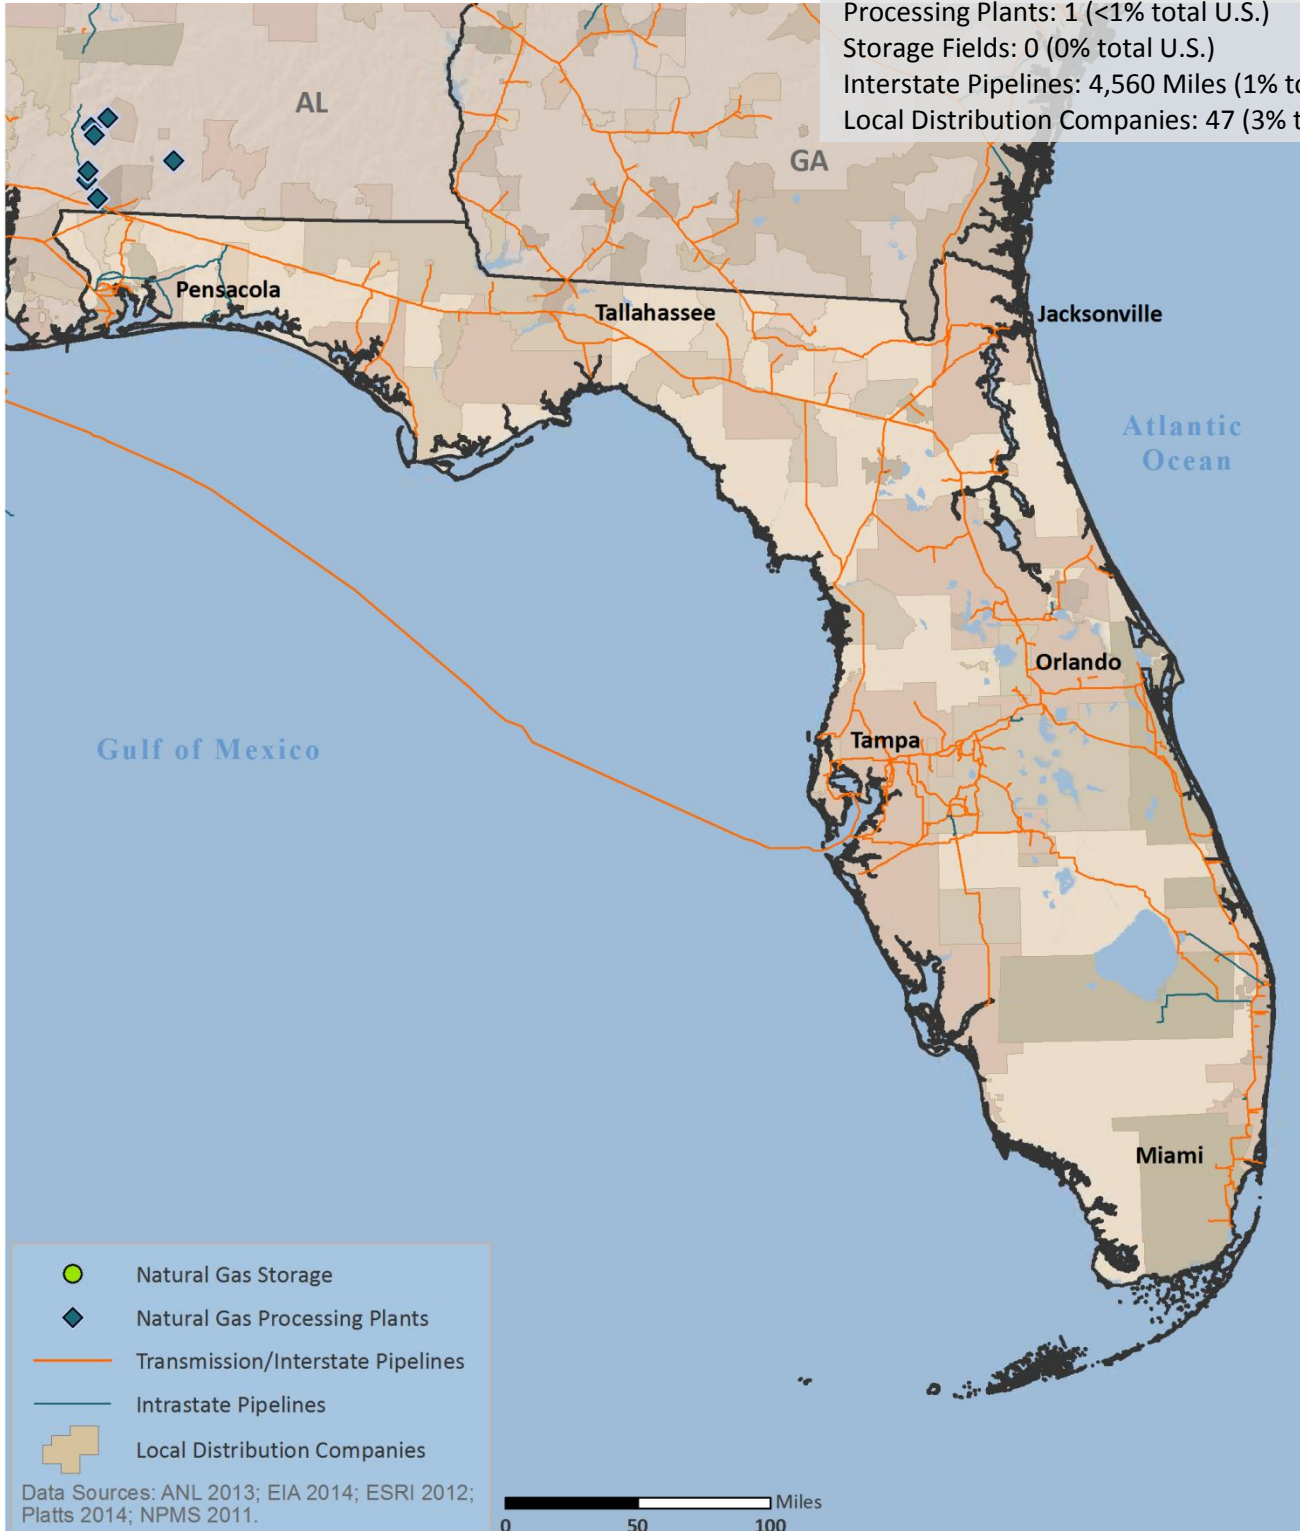 Processing Plants: 1 (<1% total U.S.)
Storage Fields: 0 (0% total U.S.)
Interstate Pipelines: 4,560 Miles (1% to
Local Distribution Companies: 47 (3% t
AL
GA
Pensacola
Tallahassee
Jacksonville
Atlantic
Ocean
Orlando
Gulf of Mexico
Tampa
Miami
Natural Gas Storage
Natural Gas Processing Plants
Transmission/Interstate Pipelines
Intrastate Pipelines
Local Distribution Companies
Data Sources: ANL 2013; EIA 2014; ESRI 2012;
Platts 2014; NPMS 2011.
Miles
0 50 100